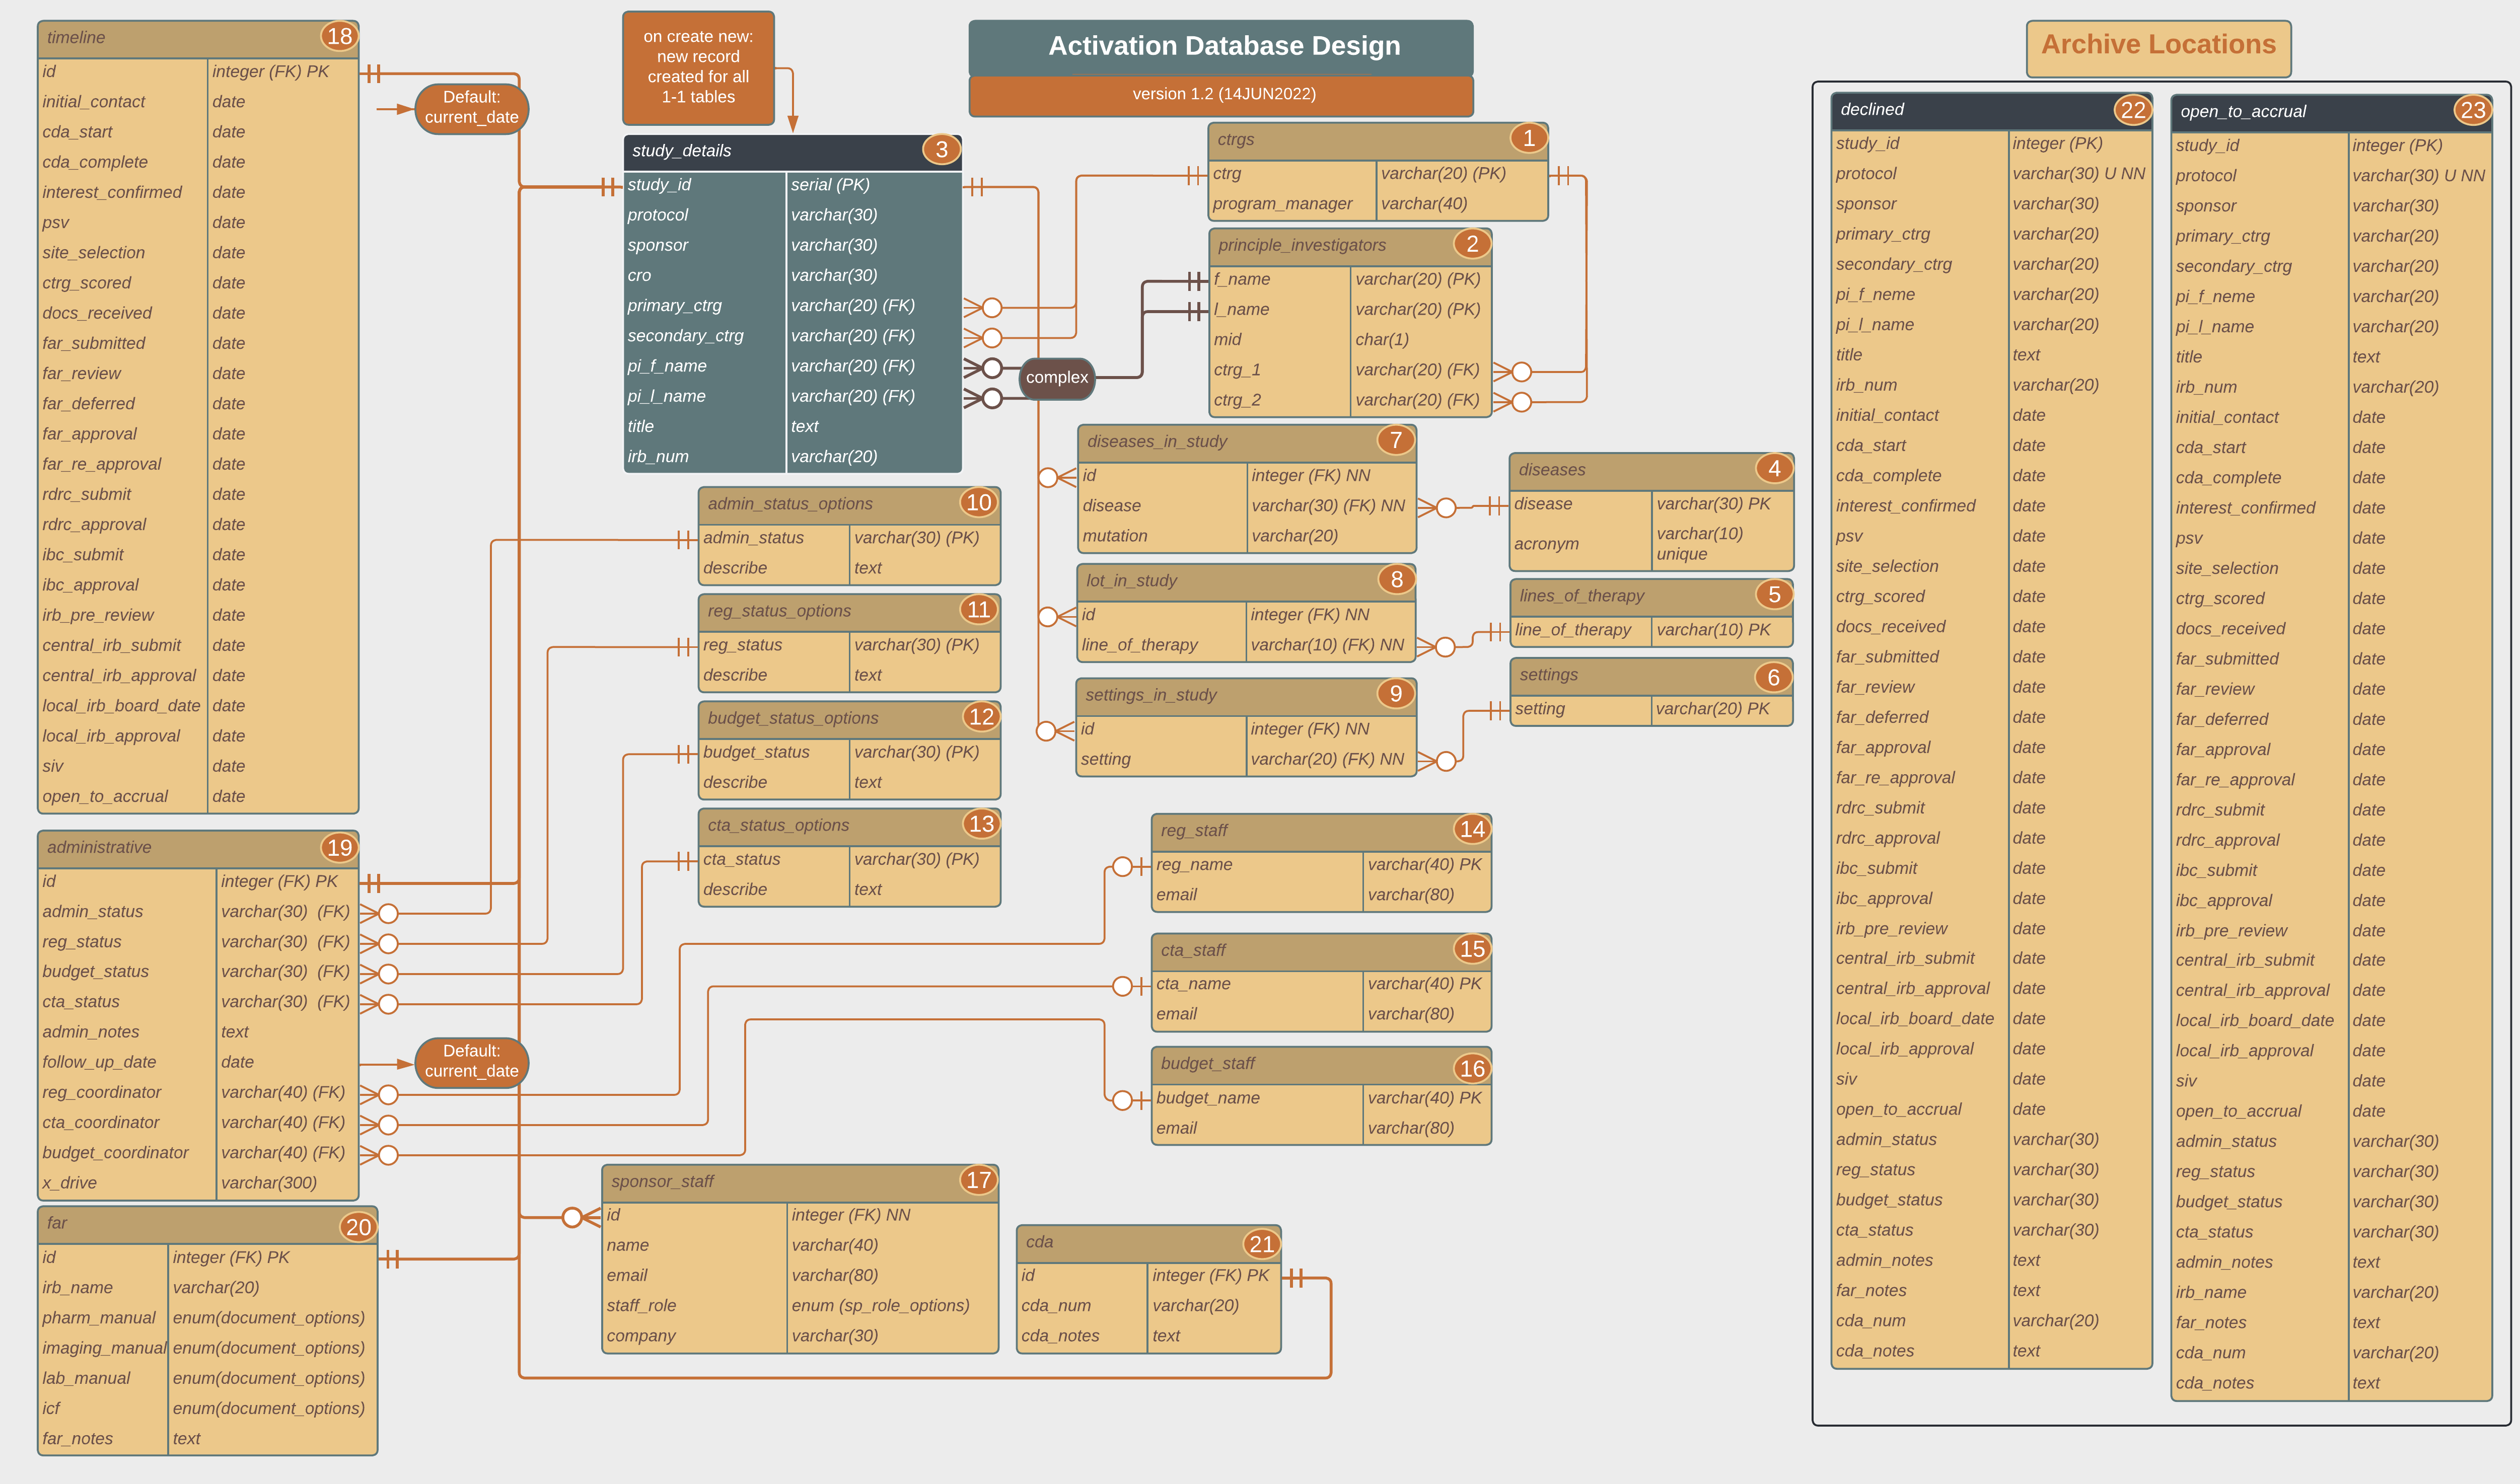 timeline 18
id integer (FK) PK
initial_contact date
cda_start date
cda_complete date
interest_confirmed date
psv date
site_selection date
ctrg_scored date
docs_received date
far_submitted date
far_review date
far_deferred date
far_approval date
far_re_approval date
rdrc_submit date
rdrc_approval date
ibc_submit date
ibc_approval date
irb_pre_review date
central_irb_submit date
central_irb_approval date
local_irb_board_date date
local_irb_approval date
siv date
open_to_accrual date
Default:
current_date
administrative 19
id integer (FK) PK
admin_status varchar(30) (FK)
reg_status varchar(30) (FK)
budget_status varchar(30) (FK)
cta_status varchar(30) (FK)
admin_notes text
follow_up_date date
reg_coordinator varchar(40) (FK)
cta_coordinator varchar(40) (FK)
budget_coordinator varchar(40) (FK)
x_drive varchar(300)
Default:
current_date
far 20
id integer (FK) PK
irb_name varchar(20)
pharm_manual enum(document_options)
imaging_manual enum(document_options)
lab_manual enum(document_options)
icf enum(document_options)
far_notes text
on create new:
new record
created for all
1-1 tables
study_details 3
study_id serial (PK)
protocol varchar(30)
sponsor varchar(30)
cro varchar(30)
primary_ctrg varchar(20) (FK)
secondary_ctrg varchar(20) (FK)
pi_f_name varchar(20) (FK)
pi_l_name varchar(20) (FK)
title text
irb_num varchar(20)
complex
admin_status_options 10
admin_status varchar(30) (PK)
describe text
reg_status_options 11
reg_status varchar(30) (PK)
describe text
budget_status_options 12
budget_status varchar(30) (PK)
describe text
cta_status_options 13
cta_status varchar(30) (PK)
describe text
sponsor_staff 17
id integer (FK) NN
name varchar(40)
email varchar(80)
staff_role enum (sp_role_options)
company varchar(30)
cda 21
id integer (FK) PK
cda_num varchar(20)
cda_notes text
Activation Database Design
version 1.2 (14JUN2022)
ctrgs 1
ctrg varchar(20) (PK)
program_manager varchar(40)
principle_investigators 2
f_name varchar(20) (PK)
l_name varchar(20) (PK)
mid char(1)
ctrg_1 varchar(20) (FK)
ctrg_2 varchar(20) (FK)
diseases_in_study 7
id integer (FK) NN
disease varchar(30) (FK) NN
mutation varchar(20)
lot_in_study 8
id integer (FK) NN
line_of_therapy varchar(10) (FK) NN
settings_in_study 9
id integer (FK) NN
setting varchar(20) (FK) NN
diseases 4
disease varchar(30) PK
acronym varchar(10)
unique
lines_of_therapy 5
line_of_therapy varchar(10) PK
settings 6
setting varchar(20) PK
reg_staff 14
reg_name varchar(40) PK
email varchar(80)
cta_staff 15
cta_name varchar(40) PK
email varchar(80)
budget_staff 16
budget_name varchar(40) PK
email varchar(80)
Archive Locations
declined 22
study_id integer (PK)
protocol varchar(30) U NN
sponsor varchar(30)
primary_ctrg varchar(20)
secondary_ctrg varchar(20)
pi_f_neme varchar(20)
pi_l_name varchar(20)
title text
irb_num varchar(20)
initial_contact date
cda_start date
cda_complete date
interest_confirmed date
psv date
site_selection date
ctrg_scored date
docs_received date
far_submitted date
far_review date
far_deferred date
far_approval date
far_re_approval date
rdrc_submit date
rdrc_approval date
ibc_submit date
ibc_approval date
irb_pre_review date
central_irb_submit date
central_irb_approval date
local_irb_board_date date
local_irb_approval date
siv date
open_to_accrual date
admin_status varchar(30)
reg_status varchar(30)
budget_status varchar(30)
cta_status varchar(30)
admin_notes text
far_notes text
cda_num varchar(20)
cda_notes text
open_to_accrual 23
study_id integer (PK)
protocol varchar(30) U NN
sponsor varchar(30)
primary_ctrg varchar(20)
secondary_ctrg varchar(20)
pi_f_neme varchar(20)
pi_l_name varchar(20)
title text
irb_num varchar(20)
initial_contact date
cda_start date
cda_complete date
interest_confirmed date
psv date
site_selection date
ctrg_scored date
docs_received date
far_submitted date
far_review date
far_deferred date
far_approval date
far_re_approval date
rdrc_submit date
rdrc_approval date
ibc_submit date
ibc_approval date
irb_pre_review date
central_irb_submit date
central_irb_approval date
local_irb_board_date date
local_irb_approval date
siv date
open_to_accrual date
admin_status varchar(30)
reg_status varchar(30)
budget_status varchar(30)
cta_status varchar(30)
admin_notes text
irb_name varchar(20)
far_notes text
cda_num varchar(20)
cda_notes text